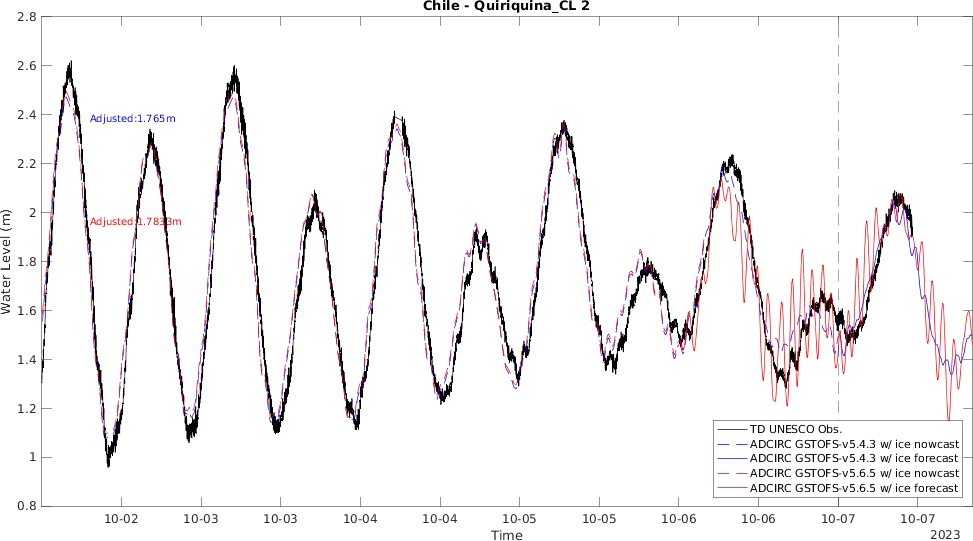 Chile - Quiriquina_CL 2
2.8
2.6
2.4
2.2
2
1.8
1.6
1.4
1.2
1
0.8
Water Level (m)
Adjusted:1.765m
Adjusted:1.7833m
TD UNESCO Obs.
ADCIRC GSTOFS-v5.4.3 w/ ice nowcast
ADCIRC GSTOFS-v5.4.3 w/ ice forecast
ADCIRC GSTOFS-v5.6.5 w/ ice nowcast
ADCIRC GSTOFS-v5.6.5 w/ ice forecast
10-02 10-03 10-03 10-04 10-04 10-05 10-05 10-06 10-06 10-07 10-07
Time
2023